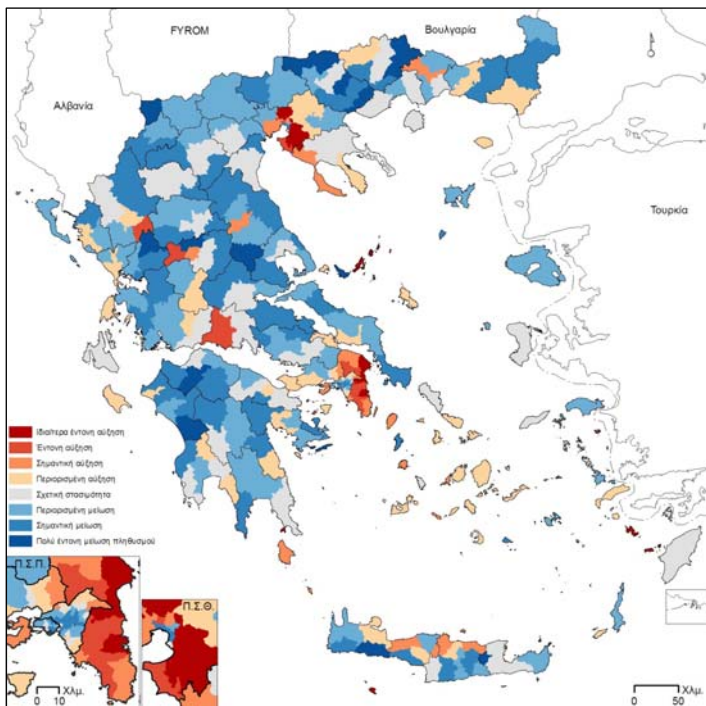 FYROM
Βουλγαρία
Αλβανία
Τουρκία
Ιδιαίτερα έντονη αύξηση
Έντονη αύξηση
Σημαντική αύξηση
Περιορισμένη αύξηση
Σχετική στασιμότητα
Περιορισμένη μείωση
Σημαντική μείωση
Πολύ έντονη μείωση πληθυσμού
Π.Σ.Π.
Π.Σ.Θ.
0 Χλμ.
10
0 Χλμ.
50